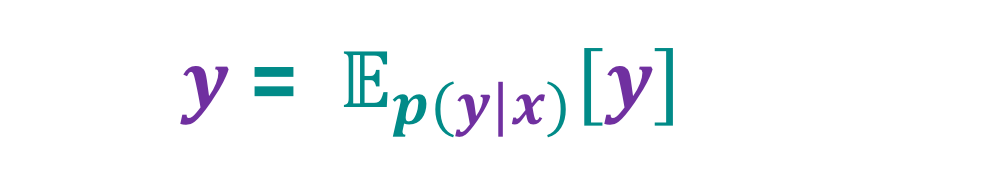 𝒚 = 𝔼𝒑(𝒚|𝒙)[𝒚]